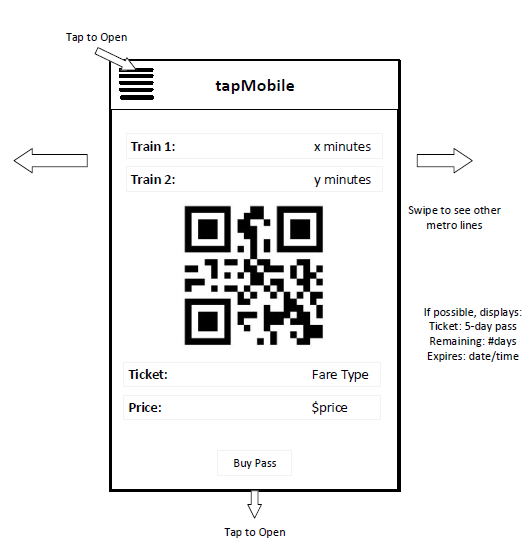 Tap to Open
tapMobile
Train 1: x minutes
Train 2: y minutes
Swipe to see other
metro lines
If possible, displays:
Ticket: 5-day pass
Remaining: #days
Expires: date/time
Ticket: Fare Type
Price: $price
Buy Pass
Tap to Open